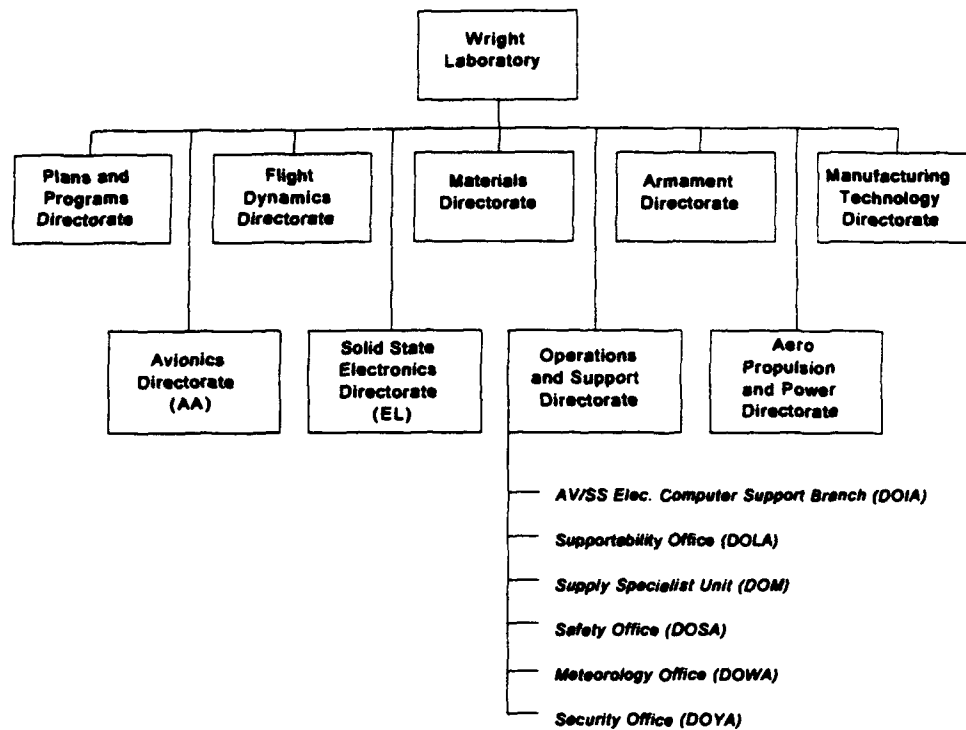 Wright
Laboratory
Plans and
Programs
Directorate
Flight
Dynamics
Directorate
Materials
Directorate
Armament
Directorate
Manufacturing
Technology
Directorate
Avionics
Directorate
(AA)
Solid State
Electronics
Directorate
(EL)
Operations
and Support
Directorate
Aero
Propulsion
and Power
Directorate
AV/SS Elec. Computer Support Branch (DOIA)
Supportability Office (DOLA)
Supply Specialist Unit (DOM)
Safety Office (DOSA)
Meteorology Office (DOWA)
Security Office (DOYA)